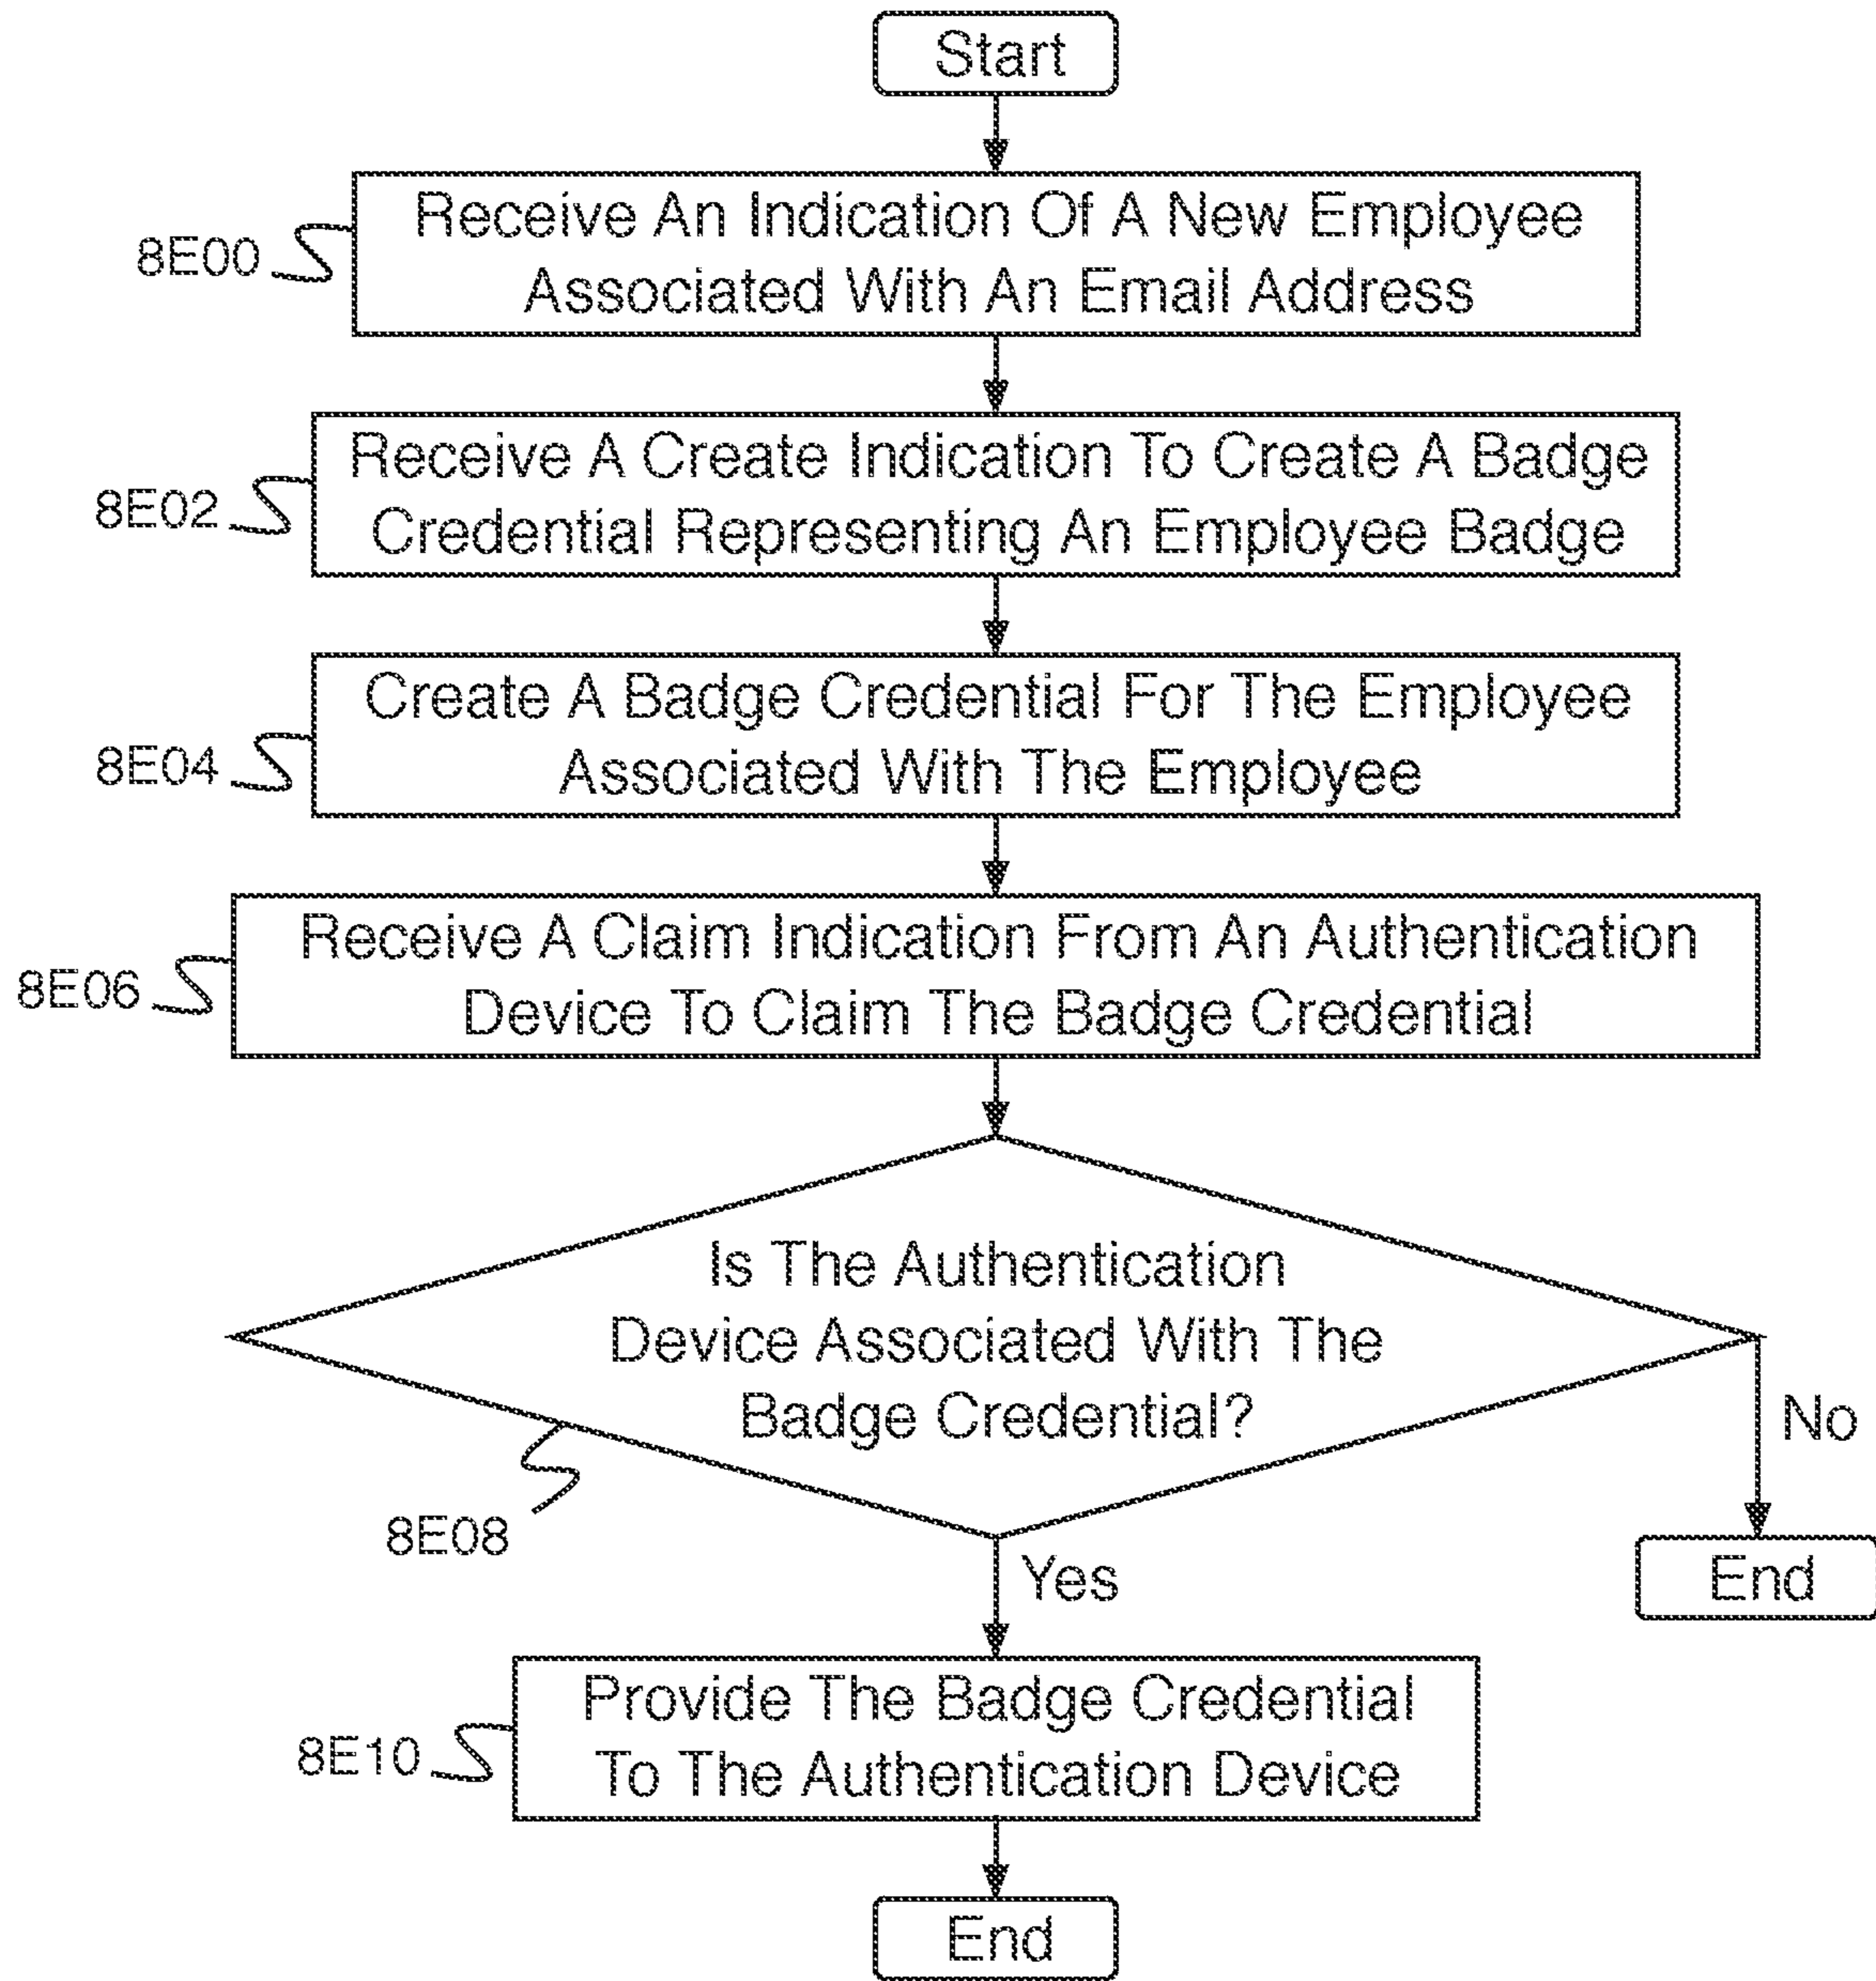 Start
Receive An Indication Of A New Employee
Associated With An Email Address
8E00
Receive A Create Indication To Create A Badge
Credential Representing An Employee Badge
8E02
Create A Badge Credential For The Employee
Associated With The Employee
8E04
Receive A Claim Indication From An Authentication
Device To Claim The Badge Credential
8E06
Is The Authentication
Device Associated With The
Badge Credential?
No
8E08
Yes
End
Provide The Badge Credential
To The Authentication Device
8E10
End